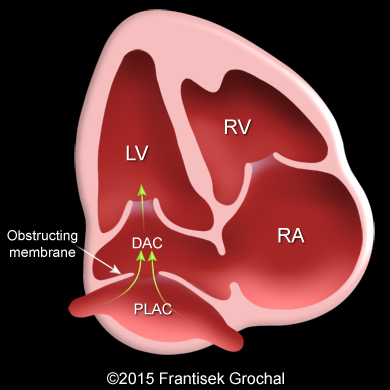 RV
LV
RA
Obstructing
membrane
DAC
PLAC
©2015 Frantisek Grochal